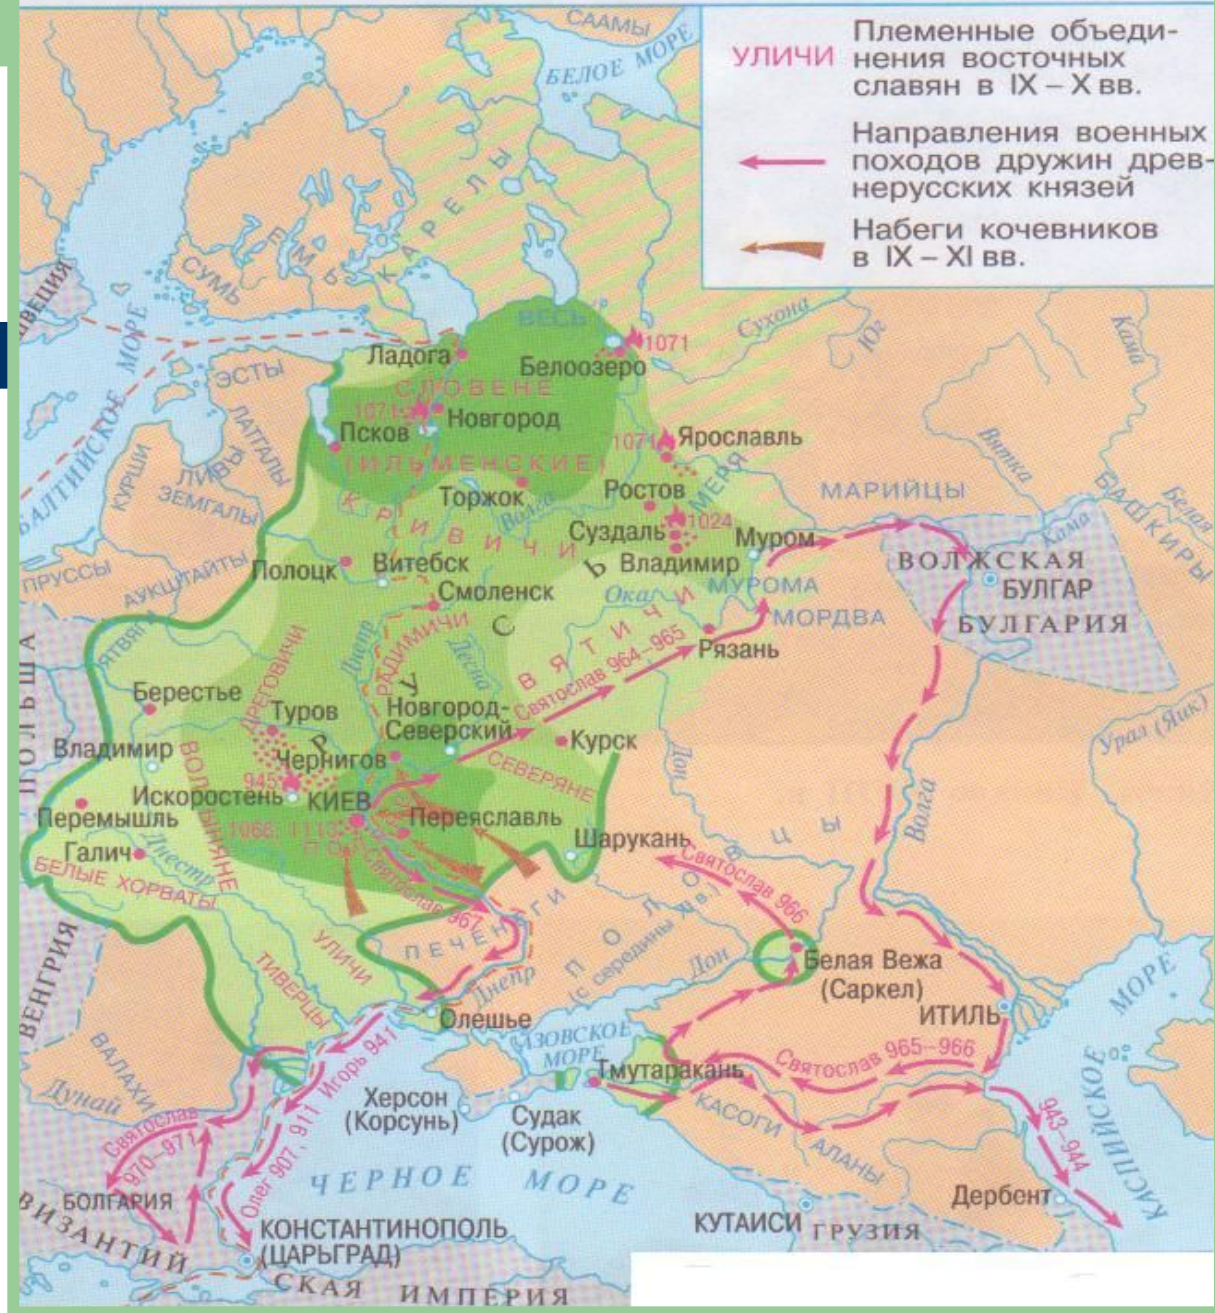 УЛИЧИ
Племенные объеди-
нения восточных
славян в IX – X вв.
Направления военных
походов дружин древ-
нерусских князей
Набеги кочевников
в IX – XI вв.
СААМЫ
БЕЛОЕ МОРЕ
КАРЕЛЫ
ЕМЬ
СУМЬ
ШВЕЦИЯ
БАЛТИЙСКОЕ МОРЕ
ВЕСЬ
Сухона
Юг
Кама
1071
Белоозеро
Ладога
ЭСТЫ
СЛОВЕНЕ
1071
Новгород
Псков
(ИЛЬМЕНСКИЕ)
1071
Ярославль
МЕРЯ
Вятка
ЛАТГАЛЫ
ЛИВЫ
КУРШИ
ЗЕМГАЛЫ
Торжок
Волга
Ростов
МАРИЙЦЫ
БАШКИРЫ
Белая
КРИВИЧИ
Суздаль
1024
Владимир
Муром
Кама
ВОЛЖСКАЯ
БУЛГАР
БУЛГАРИЯ
ПРУССЫ
АУКШТАЙТЫ
Полоцк
Витебск
Смоленск
Ока
МУРОМА
МОРДВА
РУСЬ
ЯТВЯГИ
ДРЕГОВИЧИ
Днепр
РАДИМИЧИ
Десна
ВЯТИЧИ
Святослав 964–965
Рязань
ПОЛЬША
Берестье
Туров
Новгород-
Северский
Курск
Дон
Урал (Яик)
Владимир
ВОЛЫНЯНЕ
Чернигов
СЕВЕРЯНЕ
945
Искоростень
КИЕВ
Волга
Перемышль
1068, 1113
Переяславль
Шарукань
Галич
Днестр
БЕЛЫЕ ХОРВАТЫ
Святослав 967
Святослав 966
ПОЛОВЦЫ
(с середины XI в.)
ПЕЧЕНЕГИ
УЛИЧИ
ТИВЕРЦЫ
Днепр
Дон
Белая Вежа
(Саркел)
ВЕНГРИЯ
Олешье
ИТИЛЬ
АЗОВСКОЕ
МОРЕ
ВАЛАХИ
Игорь 941
Тмутаракань
Святослав 965–966
Дунай
Херсон
(Корсунь)
Судак
(Сурож)
КАСОГИ
АЛАНЫ
943–944
КАСПИЙСКОЕ МОРЕ
Святослав
970–971
Олег 907, 911
БОЛГАРИЯ
ЧЕРНОЕ МОРЕ
Дербент
КОНСТАНТИНОПОЛЬ
(ЦАРЬГРАД)
КУТАИСИ
ГРУЗИЯ
ВИЗАНТИЙ
СКАЯ ИМПЕРИЯ